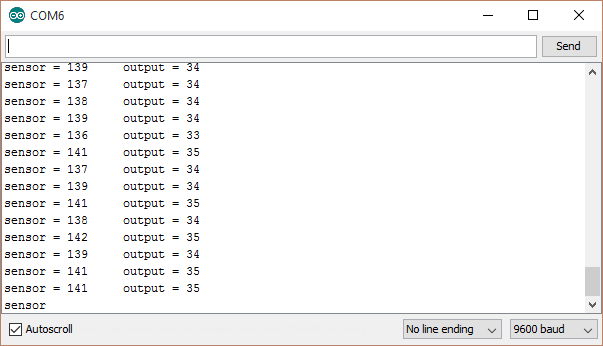 COM6
Send
sensor = 139 output = 34
sensor = 137 output = 34
sensor = 138 output = 34
sensor = 139 output = 34
sensor = 136 output = 33
sensor = 141 output = 35
sensor = 137 output = 34
sensor = 139 output = 34
sensor = 141 output = 35
sensor = 138 output = 34
sensor = 142 output = 35
sensor = 139 output = 34
sensor = 141 output = 35
sensor = 141 output = 35
sensor
Autoscroll No line ending 9600 baud